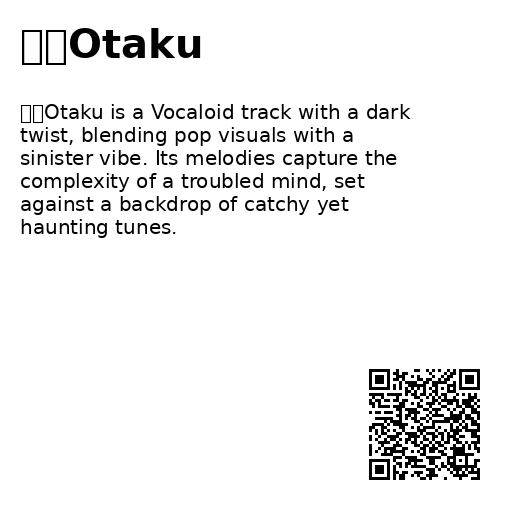 Otaku
Otaku is a Vocaloid track with a dark
twist, blending pop visuals with a
sinister vibe. Its melodies capture the
complexity of a troubled mind, set
against a backdrop of catchy yet
haunting tunes.